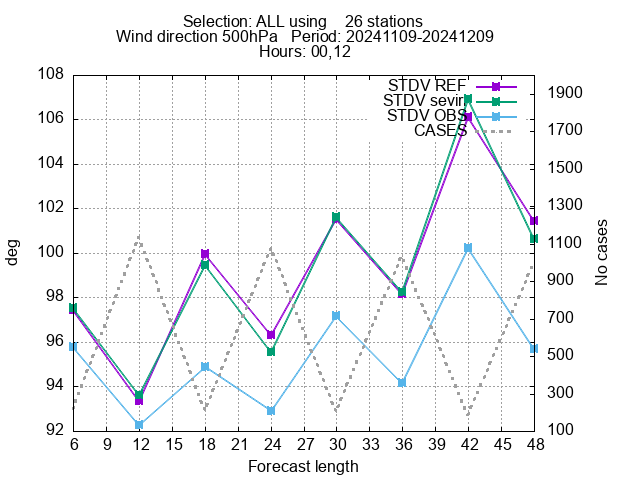 Selection: ALL using    26 stations
Wind direction 500hPa   Period: 20241109-20241209
Hours: 00,12
STDV REF
STDV sevir
STDV OBS
CASES
108
106
104
102
100
98
96
94
92
1900
1700
1500
1300
1100
900
700
500
300
100
deg
No cases
6 9 12 15 18 21 24 27 30 33 36 39 42 45 48
Forecast length